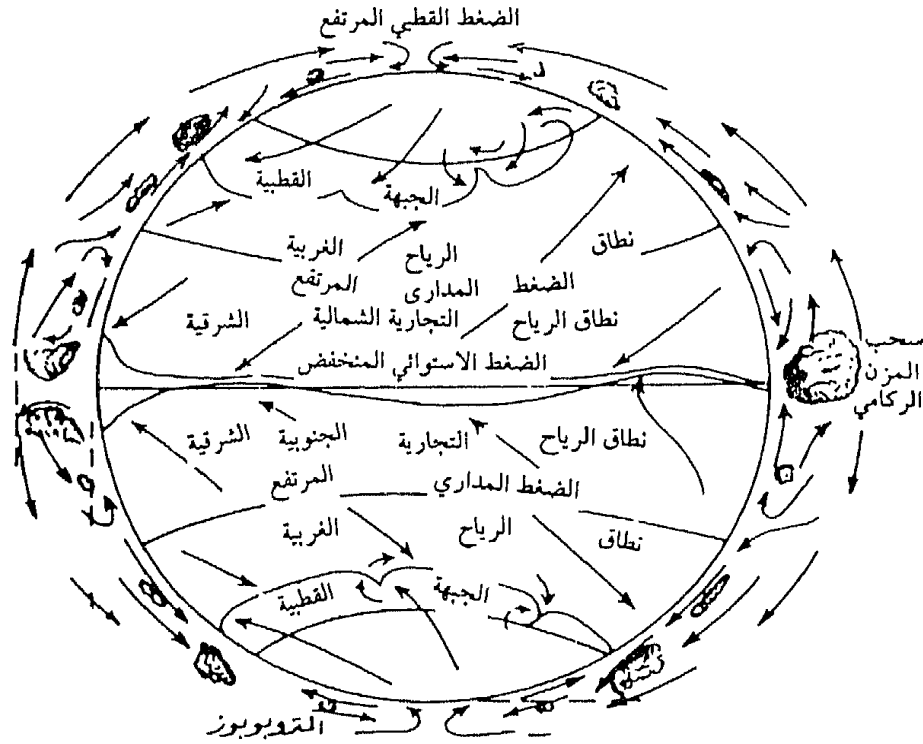 الضغط القطبي المرتفع
الجبهة القطبية
نطاق الرياح الغربية
الضغط المدارى المرتفع
نطاق الرياح التجارية الشمالية الشرقية
الضغط الاستوائي المنخفض
سحب
المزن
الركامي
نطاق الرياح التجارية الجنوبية الشرقية
الضغط المداري المرتفع
نطاق الرياح الغربية
الجبهة القطبية
التروبوبوز